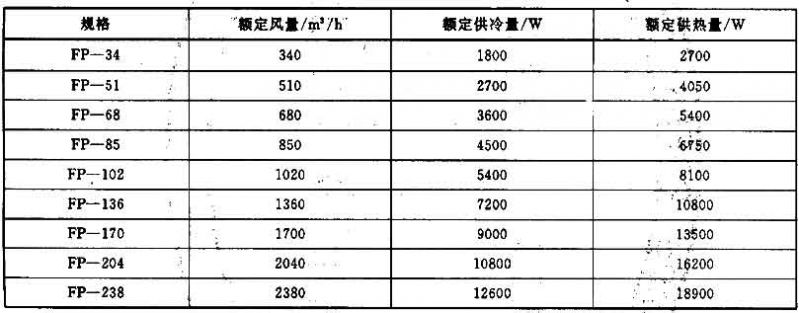 规格 额定风量/m³/h 额定供冷量/W 额定供热量/W
FP—34 340 1800 2700
FP—51 510 2700 4050
FP—68 680 3600 5400
FP—85 850 4500 6750
FP—102 1020 5400 8100
FP—136 1360 7200 10800
FP—170 1700 9000 13500
FP—204 2040 10800 16200
FP—238 2380 12600 18900